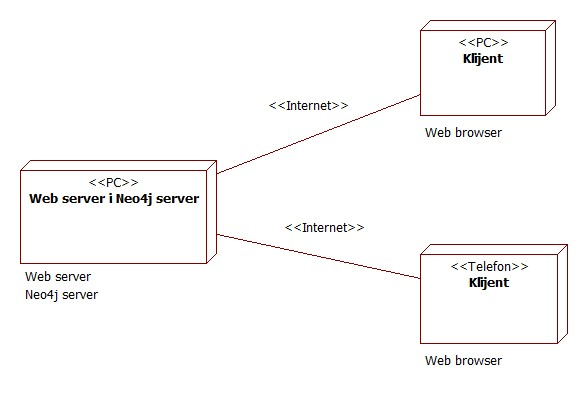 <<PC>>
Klijent
<<Internet>>
Web browser
<<PC>>
Web server i Neo4j server
<<Internet>>
Web server
Neo4j server
<<Telefon>>
Klijent
Web browser